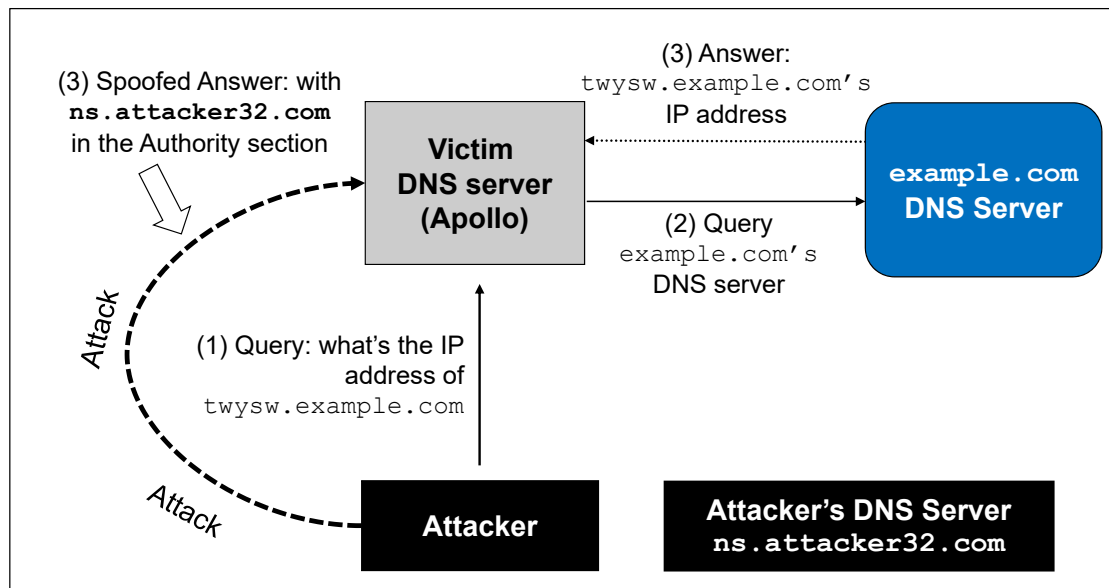 (3) Spoofed Answer: with
ns.attacker32.com
in the Authority section
(3) Answer:
twysw.example.com's
IP address
Victim
DNS server
(Apollo)
example.com
DNS Server
(2) Query
example.com's
DNS server
Attack
(1) Query: what's the IP
address of
twysw.example.com
Attack
Attacker
Attacker's DNS Server
ns.attacker32.com